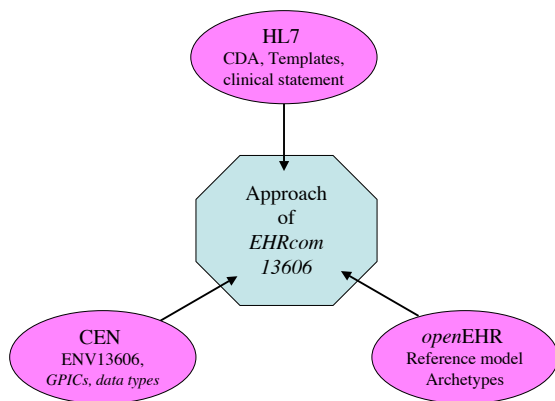 HL7
CDA, Templates,
clinical statement
Approach
of
EHRcom
13606
CEN
ENV13606,
GPICs, data types
openEHR
Reference model
Archetypes